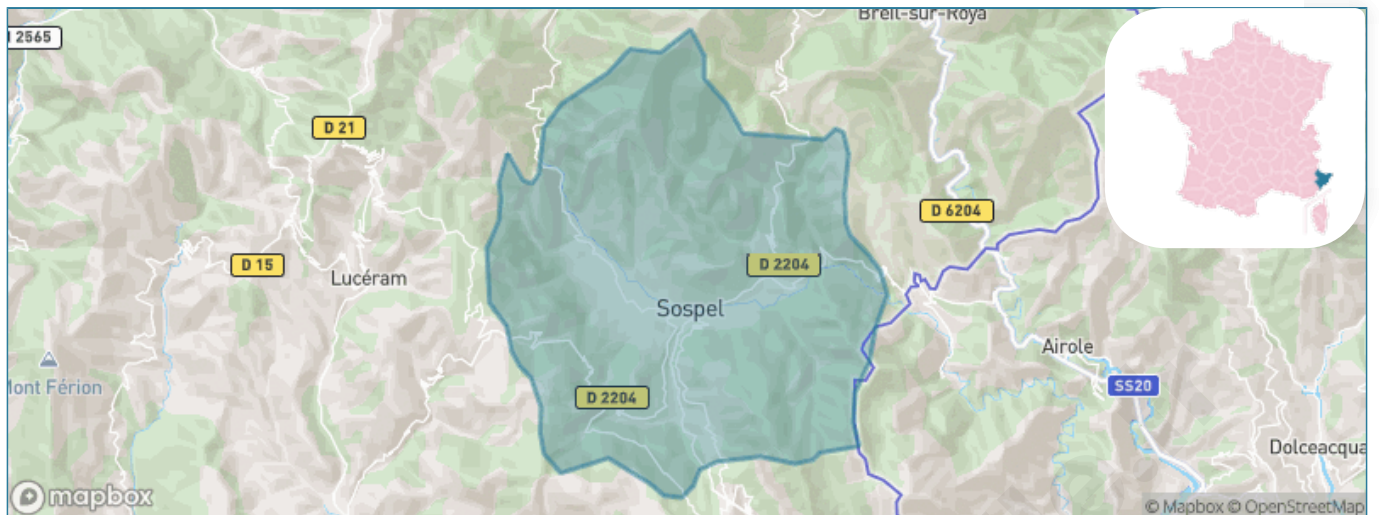 Breil-sur-Roya
2565
D 21
D 6204
D 15
Lucéram
D 2204
Sospel
Airole
Mont Férion
SS20
D 2204
Dolceacqua
mapbox
© Mapbox © OpenStreetMap